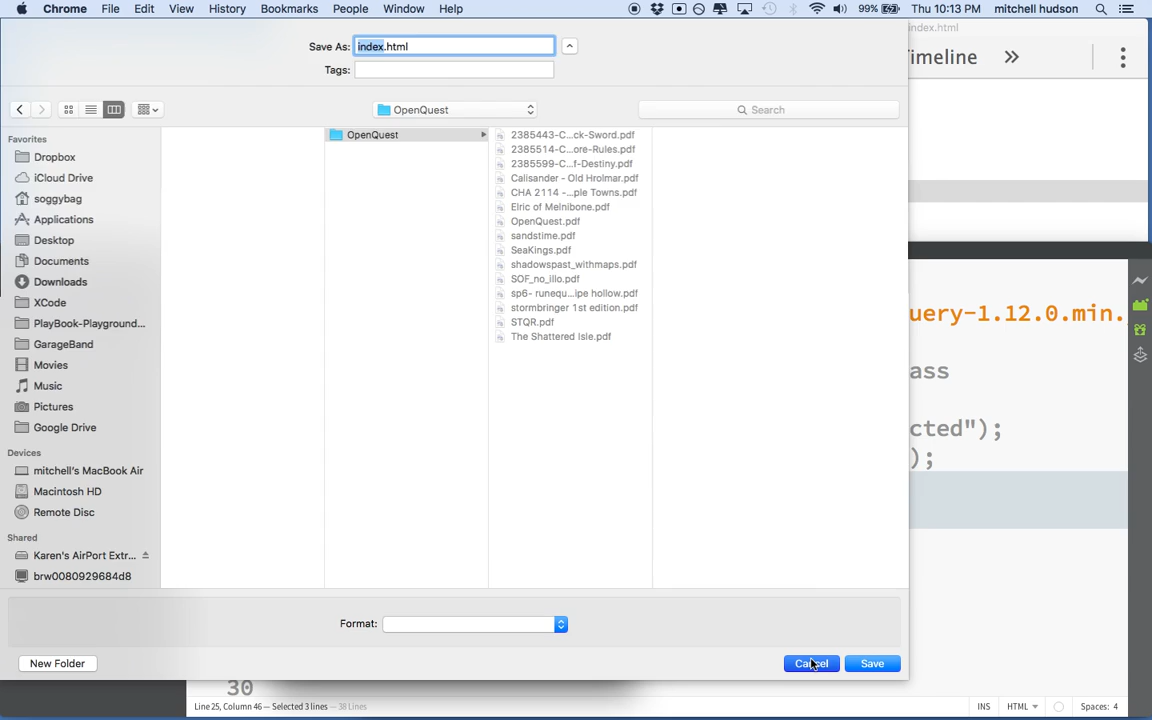 Chrome File Edit View History Bookmarks People Window Help 99% Thu 10:13 PM mitchell hudson
index.html
Save As: index.html
Tags:
Timeline »
OpenQuest
Search
Favorites
Dropbox
iCloud Drive
soggybag
Applications
Desktop
Documents
Downloads
XCode
PlayBook-Playground...
GarageBand
Movies
Music
Pictures
Google Drive
Devices
mitchell's MacBook Air
Macintosh HD
Remote Disc
Shared
Karen's AirPort Extr...
brw0080929684d8
OpenQuest
2385443-C...ck-Sword.pdf
2385514-C...ore-Rules.pdf
2385599-C...f-Destiny.pdf
Calisander - Old Hrolmar.pdf
CHA 2114 -...ple Towns.pdf
Elric of Melnibone.pdf
OpenQuest.pdf
sandstime.pdf
SeaKings.pdf
shadowspast_withmaps.pdf
SOF_no_illo.pdf
sp6- runequ...ipe hollow.pdf
stormbringer 1st edition.pdf
STQR.pdf
The Shattered Isle.pdf
uery-1.12.0.min.
ass
cted");
);
Format:
New Folder
Cancel
Save
30
Line 25, Column 46 — Selected 3 lines — 38 Lines
INS HTML Spaces: 4